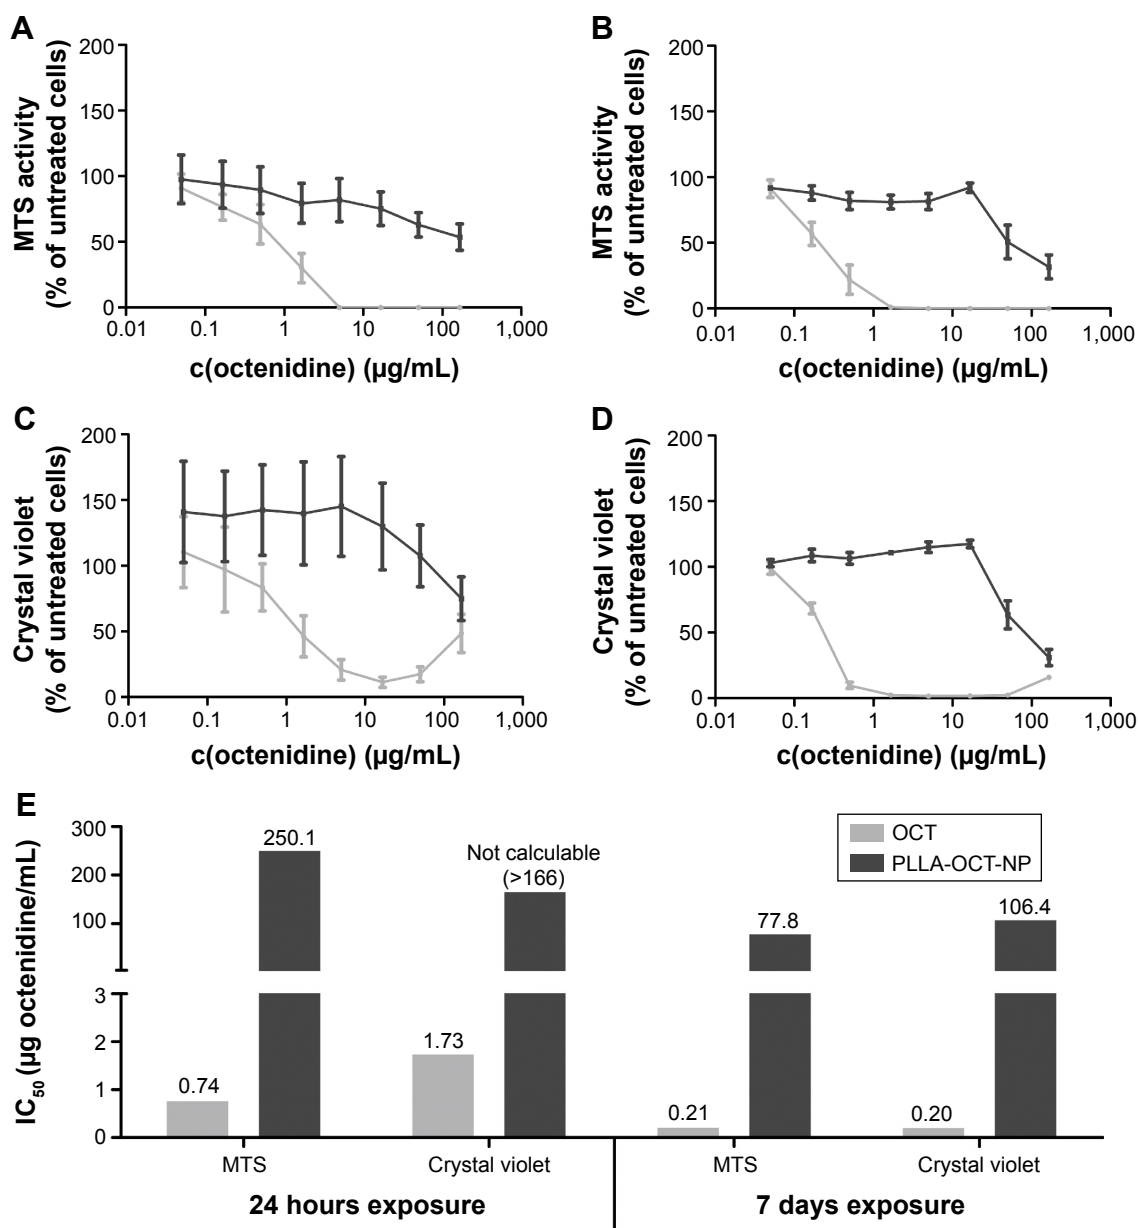 A
MTS activity
(% of untreated cells)
200
150
100
50
0
0.01 0.1 1 10 100 1,000
c(octenidine) (µg/mL)
B
MTS activity
(% of untreated cells)
200
150
100
50
0
0.01 0.1 1 10 100 1,000
c(octenidine) (µg/mL)
C
Crystal violet
(% of untreated cells)
200
150
100
50
0
0.01 0.1 1 10 100 1,000
c(octenidine) (µg/mL)
D
Crystal violet
(% of untreated cells)
200
150
100
50
0
0.01 0.1 1 10 100 1,000
c(octenidine) (µg/mL)
E
IC50 (µg octenidine/mL)
300
200
100
3
2
1
0
OCT
PLLA-OCT-NP
0.74
250.1
1.73
Not calculable
(>166)
0.21
77.8
0.20
106.4
MTS Crystal violet MTS Crystal violet
24 hours exposure 7 days exposure